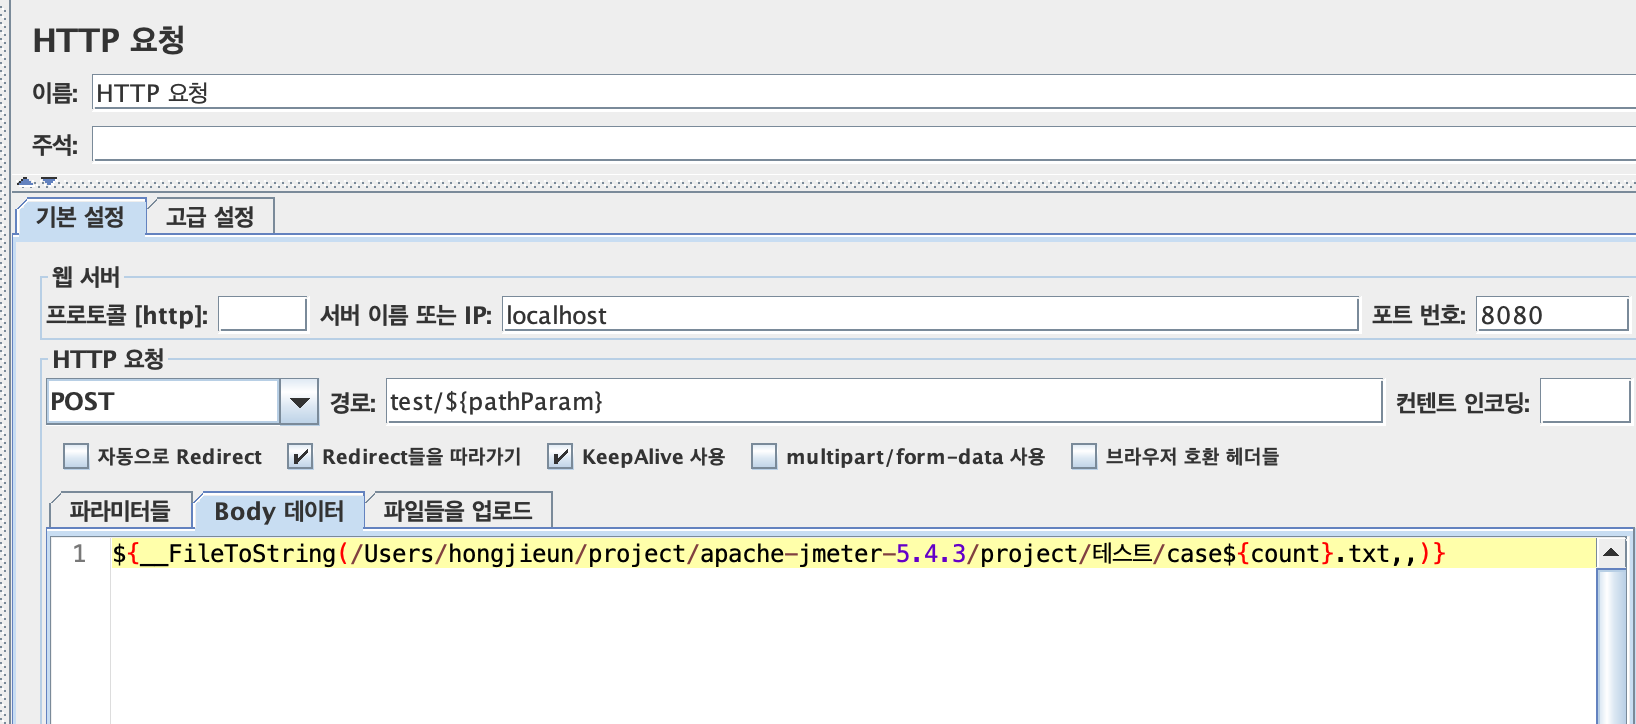 HTTP 요청
이름: HTTP 요청
주석:
기본 설정 고급 설정
웹 서버
프로토콜 [http]: 서버 이름 또는 IP: localhost 포트 번호: 8080
HTTP 요청
POST 경로: test/${pathParam} 컨텐트 인코딩:
자동으로 Redirect Redirect들을 따라가기 KeepAlive 사용 multipart/form-data 사용 브라우저 호환 헤더들
파라미터들 Body 데이터 파일들을 업로드
1 ${__FileToString(/Users/hongjieun/project/apache-jmeter-5.4.3/project/테스트/case${count}.txt,,)}